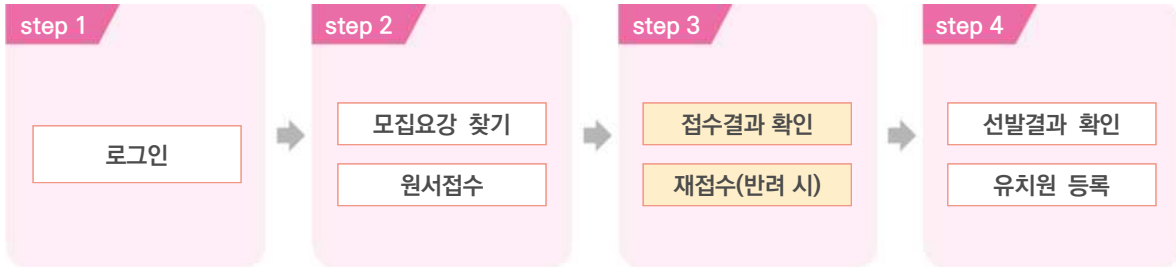 step 1
로그인
step 2
모집요강 찾기
원서접수
step 3
접수결과 확인
재접수(반려 시)
step 4
선발결과 확인
유치원 등록